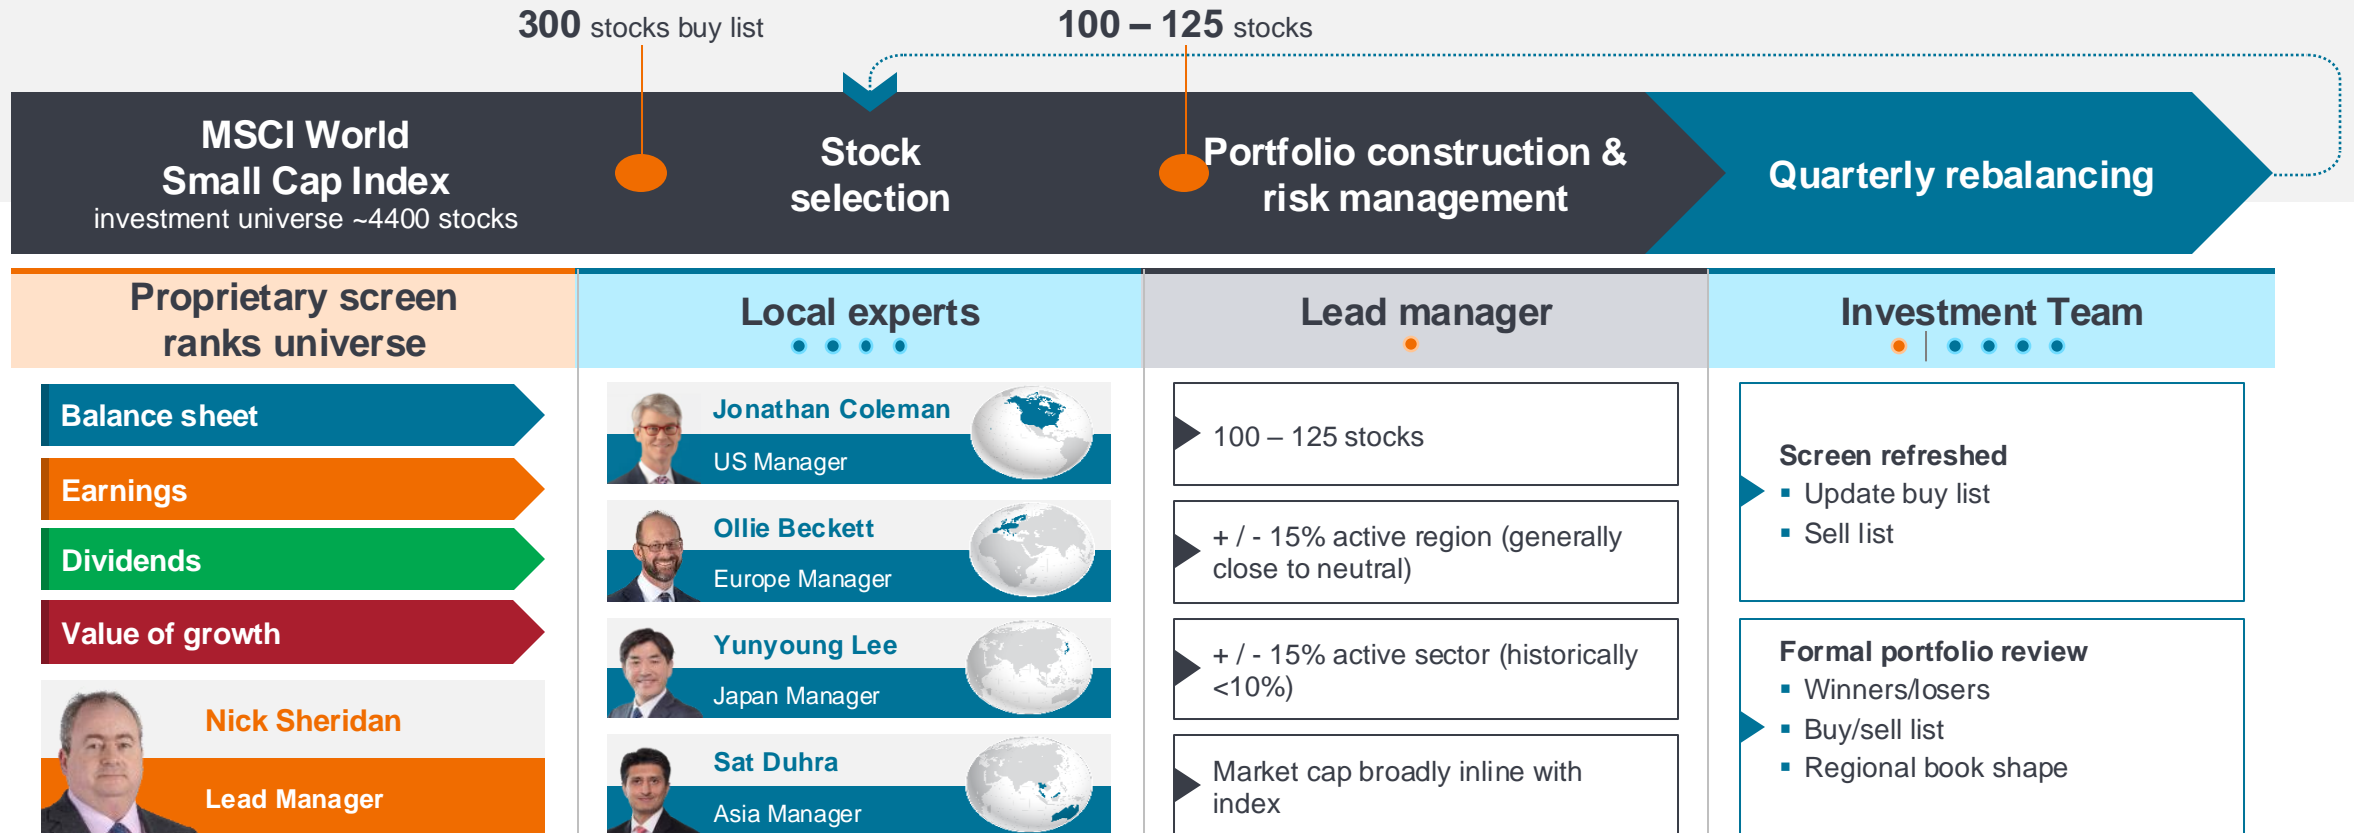 300 stocks buy list
100 – 125 stocks
MSCI World
Small Cap Index
investment universe ~4400 stocks
Stock
selection
Portfolio construction &
risk management
Quarterly rebalancing
Proprietary screen
ranks universe
Balance sheet
Earnings
Dividends
Value of growth
Nick Sheridan
Lead Manager
Local experts
Jonathan Coleman
US Manager
Ollie Beckett
Europe Manager
Yunyoung Lee
Japan Manager
Sat Duhra
Asia Manager
Lead manager
100 – 125 stocks
+ / - 15% active region (generally
close to neutral)
+ / - 15% active sector (historically
<10%)
Market cap broadly inline with
index
Investment Team
Screen refreshed
▪ Update buy list
▪ Sell list
Formal portfolio review
▪ Winners/losers
▪ Buy/sell list
▪ Regional book shape